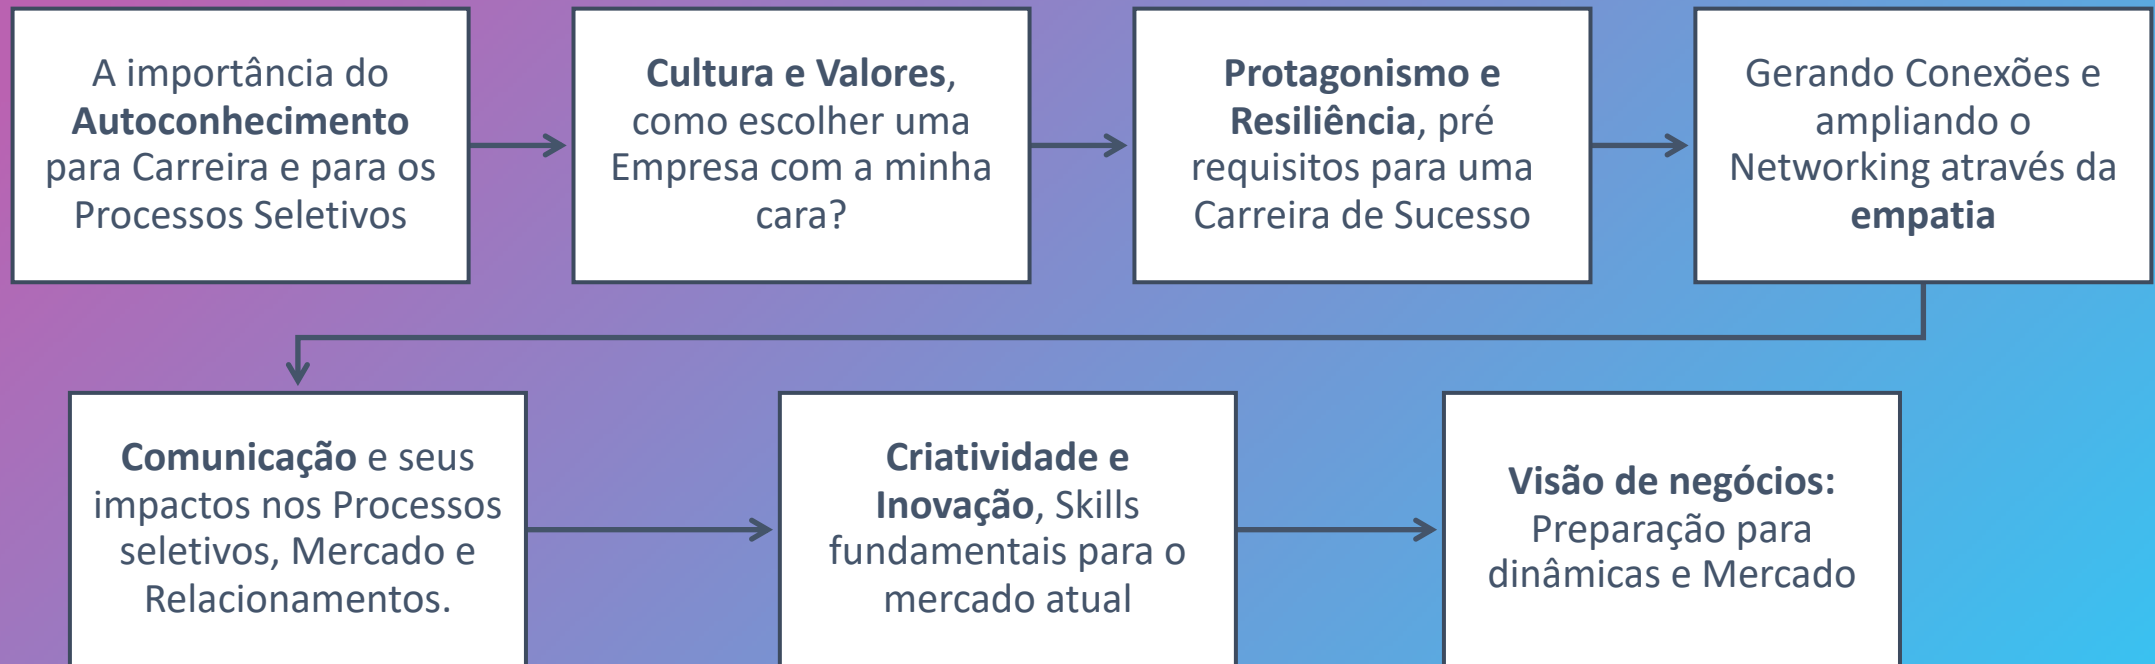 A importância do
Autoconhecimento
para Carreira e para os
Processos Seletivos
Cultura e Valores,
como escolher uma
Empresa com a minha
cara?
Protagonismo e
Resiliência, pré
requisitos para uma
Carreira de Sucesso
Gerando Conexões e
ampliando o
Networking através da
empatia
Comunicação e seus
impactos nos Processos
seletivos, Mercado e
Relacionamentos.
Criatividade e
Inovação, Skills
fundamentais para o
mercado atual
Visão de negócios:
Preparação para
dinâmicas e Mercado